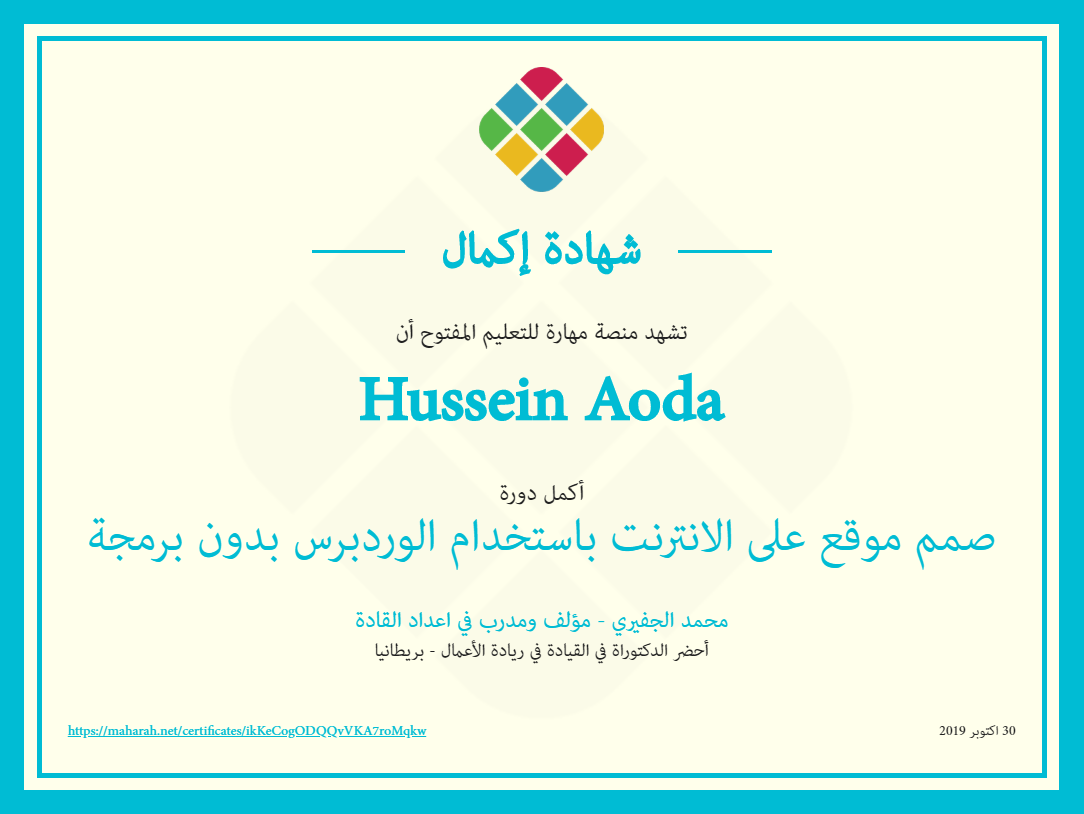 شهادة إكمال
تشهد منصة مهارة للتعليم المفتوح أن
Hussein Aoda
أكمل دورة
صمم موقع على الانترنت باستخدام الوردبرس بدون برمجة
محمد الجفيري - مؤلف ومدرب في اعداد القادة
أحضر الدكتوراة في القيادة في ريادة الأعمال - بريطانيا
30 اكتوبر 2019
https://maharah.net/certificates/ikKeCogODQQvVKA7roMqkw